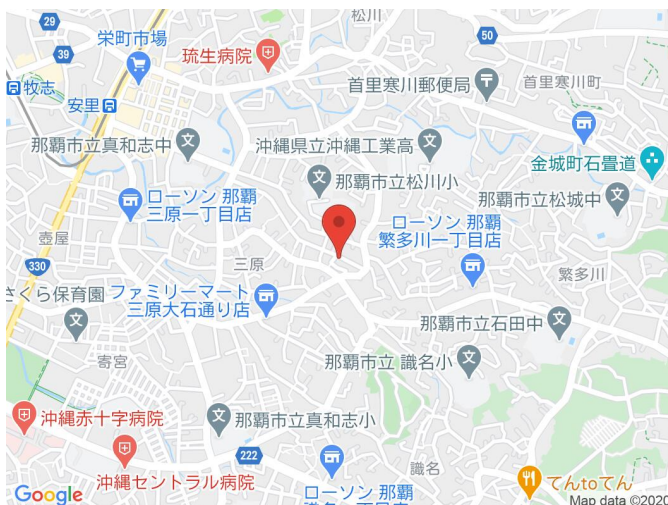 松川
29
39
50
栄町市場
琉生病院
牧志
安里
首里寒川郵便局
首里寒川町
那覇市立真和志中
沖縄県立沖縄工業高
金城町石畳道
那覇市立松川小
那覇市立松城中
ローソン 那覇
三原一丁目店
ローソン 那覇
繁多川一丁目店
壺屋
三原
330
繁多川
さくら保育園
ファミリーマート
三原大石通り店
那覇市立石田中
寄宮
那覇市立 識名小
沖縄赤十字病院
那覇市立真和志小
222
沖縄セントラル病院
識名
てんtoてん
ローソン 那覇
Google
Map data ©2020